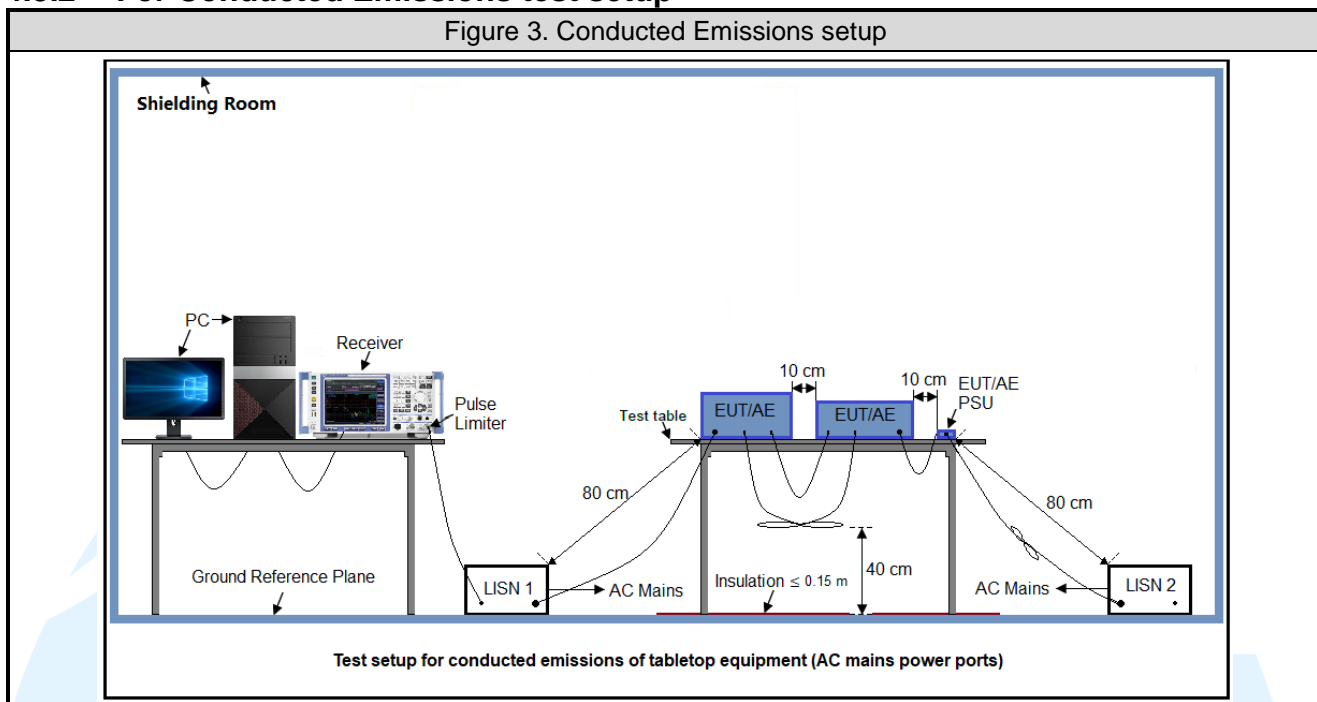 Figure 3. Conducted Emissions setup
Shielding Room
PC
Receiver
Pulse
Limiter
Test table
10 cm
10 cm
EUT/AE
PSU
EUT/AE
EUT/AE
80 cm
80 cm
40 cm
Ground Reference Plane
LISN 1
AC Mains
Insulation ≤ 0.15 m
AC Mains
LISN 2
Test setup for conducted emissions of tabletop equipment (AC mains power ports)